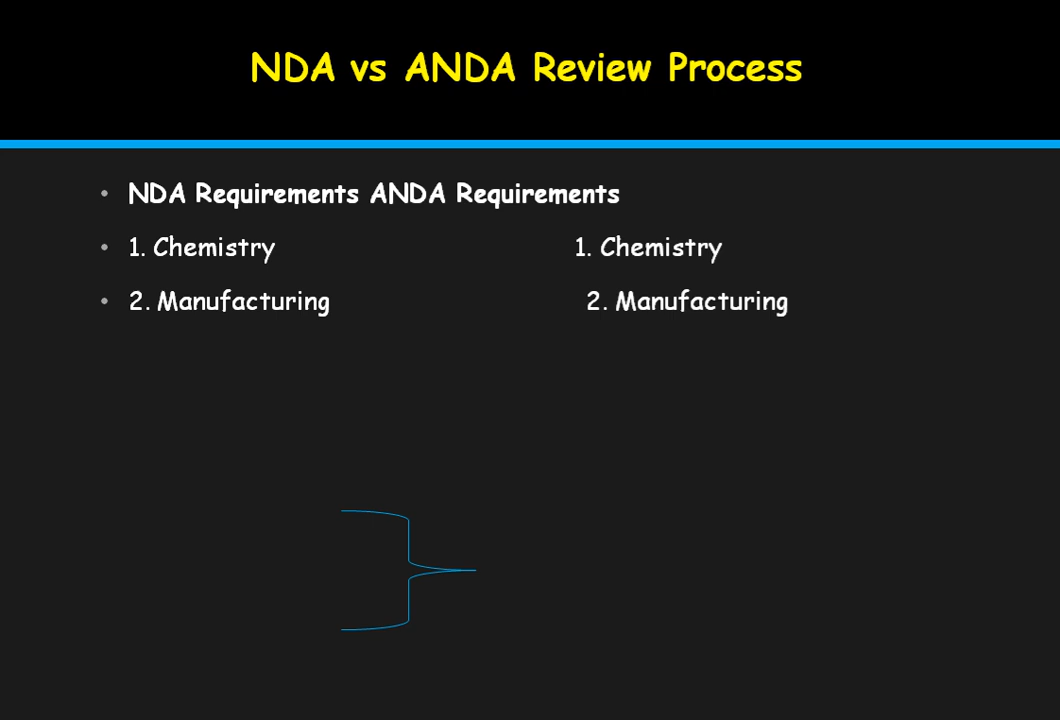 NDA vs ANDA Review Process
• NDA Requirements ANDA Requirements
• 1. Chemistry 1. Chemistry
• 2. Manufacturing 2. Manufacturing